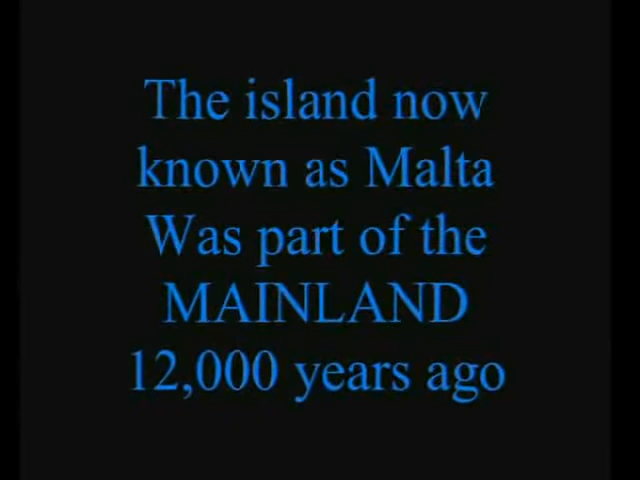 The island now
known as Malta
Was part of the
MAINLAND
12,000 years ago